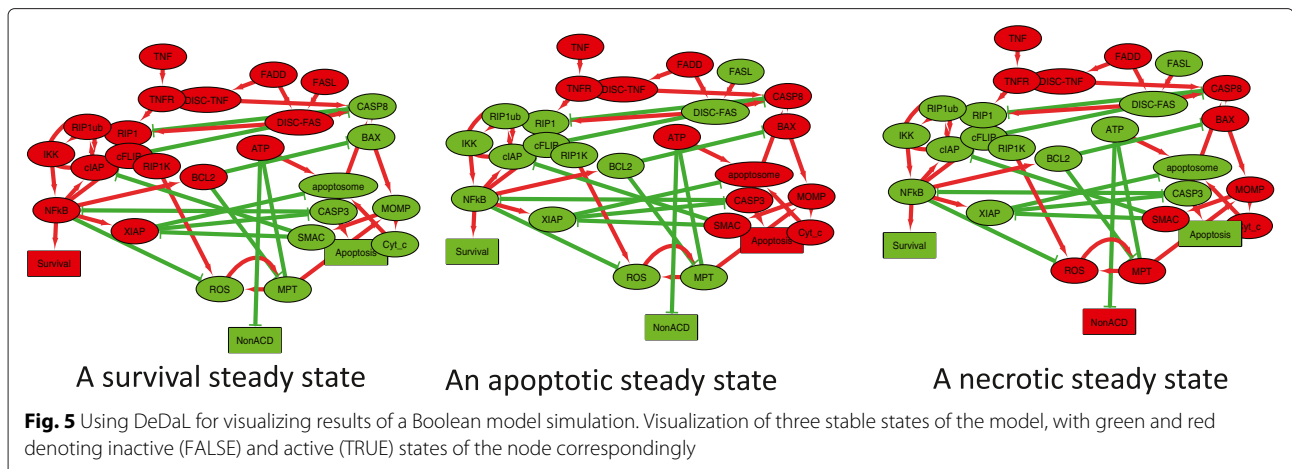 TNF
FADD
FASL
TNFR
DISC-TNF
CASP8
RIP1ub
RIP1
DISC-FAS
BAX
IKK
cFLIP
ATP
cIAP
RIP1K
BCL2
apoptosome
NFkB
CASP3
MOMP
XIAP
SMAC
Cyt_c
Survival
Apoptosis
ROS
MPT
NonACD
A survival steady state
TNF
FADD
FASL
TNFR
DISC-TNF
CASP8
RIP1ub
RIP1
DISC-FAS
BAX
IKK
cFLIP
ATP
cIAP
RIP1K
BCL2
apoptosome
NFkB
CASP3
MOMP
XIAP
SMAC
Cyt_c
Survival
Apoptosis
ROS
MPT
NonACD
An apoptotic steady state
TNF
FADD
FASL
TNFR
DISC-TNF
CASP8
RIP1ub
RIP1
DISC-FAS
BAX
IKK
cFLIP
ATP
cIAP
RIP1K
BCL2
apoptosome
NFkB
CASP3
MOMP
XIAP
SMAC
Cyt_c
Survival
Apoptosis
ROS
MPT
NonACD
A necrotic steady state
Fig. 5 Using DeDaL for visualizing results of a Boolean model simulation. Visualization of three stable states of the model, with green and red
denoting inactive (FALSE) and active (TRUE) states of the node correspondingly